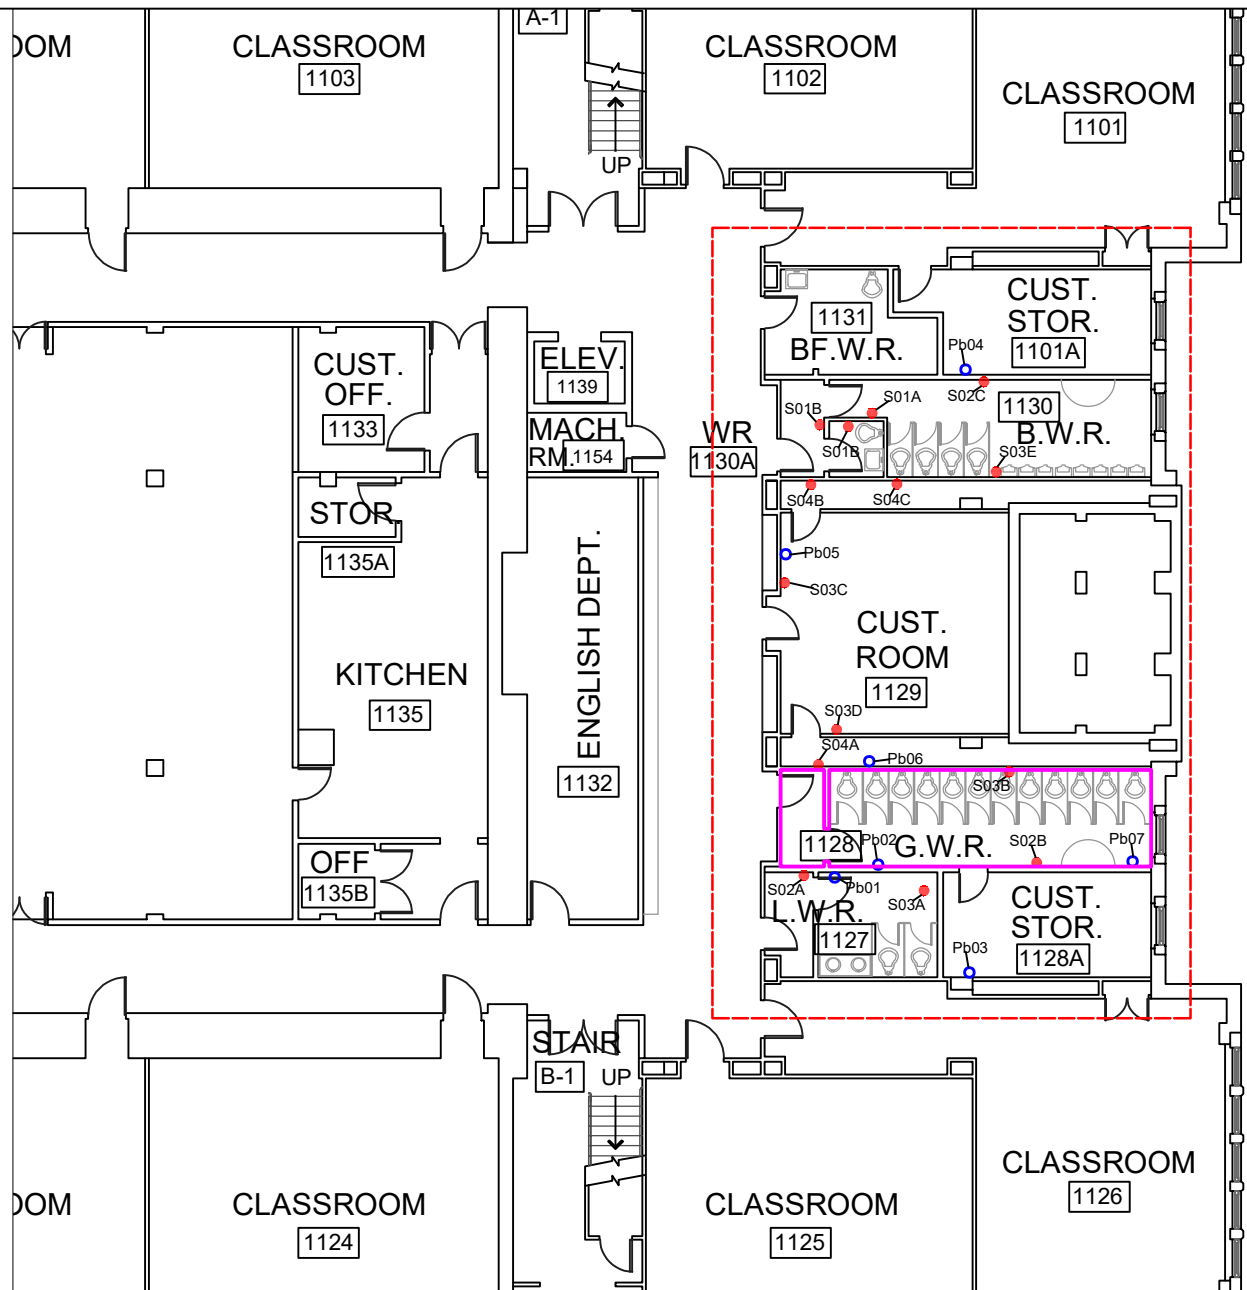 A-1
OOM
CLASSROOM
1103
CLASSROOM
1102
CLASSROOM
1101
UP
CUST.
STOR.
1101A
1131
BF.W.R.
Pb04
ELEV.
1139
CUST.
OFF.
1133
MACH.
RM.
1154
WR
1130A
S01B
S01A
S02C
1130
B.W.R.
S01B
S03E
S04B
S04C
STOR
1135A
Pb05
S03C
ENGLISH DEPT.
1132
CUST.
ROOM
1129
KITCHEN
1135
S03D
S04A
Pb06
S03B
1128
Pb02
G.W.R.
S02B
Pb07
OFF
1135B
S02A
Pb01
S03A
L.W.R.
1127
CUST.
STOR.
1128A
Pb03
STAIR
B-1
UP
OOM
CLASSROOM
1124
CLASSROOM
1125
CLASSROOM
1126